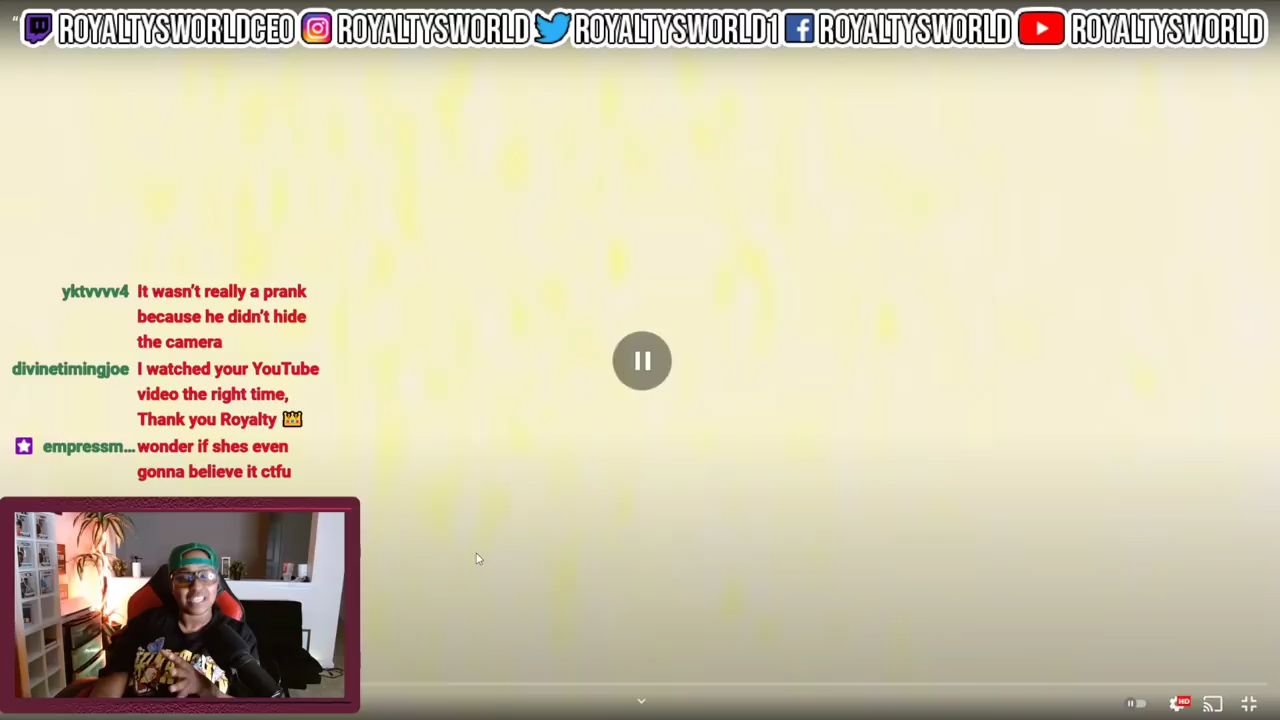 ROYALTYSWORLDCEO ROYALTYSWORLD ROYALTYSWORLD1 ROYALTYSWORLD ROYALTYSWORLD
yktvvvv4 It wasn’t really a prank
because he didn’t hide
the camera
divinetimingjoe I watched your YouTube
video the right time,
Thank you Royalty
empressm... wonder if shes even
gonna believe it ctfu
HD